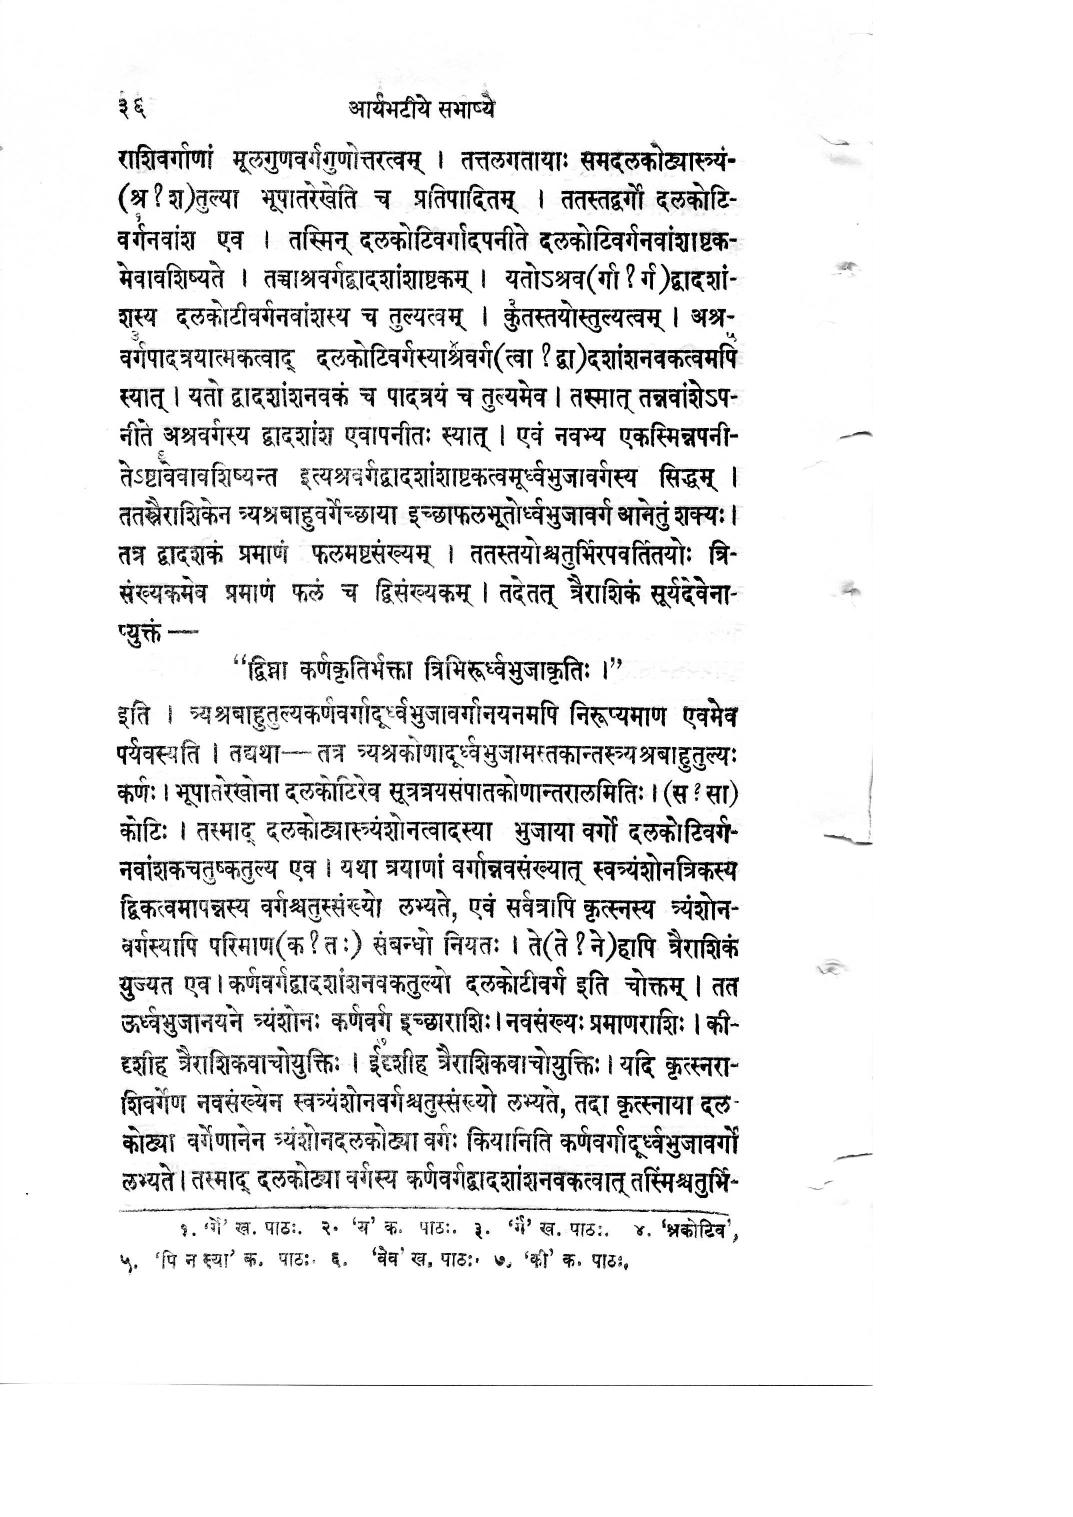 ३६ आर्यभटीये सभाष्ये
राशिवर्गाणां मूलगुणवर्गगुणोत्तरत्वम् । तत्तलगतायाः समदलकोट्यास्त्र्यं-
(श्र ? श)तुल्या भूपातरेखेति च प्रतिपादितम् । ततस्तद्वर्गो दलकोटि-
वर्गनवांश एव । तस्मिन् दलकोटिवर्गादपनीते दलकोटिवर्गनवांशाष्टक-
मेवावशिष्यते । तच्चाश्रवर्गद्वादशांशाष्टकम् । यतोऽश्रव(र्गा ? र्ग)द्वादशां-
शस्य दलकोटीवर्गनवांशस्य च तुल्यत्वम् । कुतस्तयोस्तुल्यत्वम् । अश्र-
वर्गपादत्रयात्मकत्वाद् दलकोटिवर्गस्याश्रवर्ग(त्वा ? द्वा)दशांशनवकत्वमपि
स्यात् । यतो द्वादशांशनवकं च पादत्रयं च तुल्यमेव । तस्मात् तन्नवांशेऽप-
नीते अश्रवर्गस्य द्वादशांश एवापनीतः स्यात् । एवं नवभ्य एकस्मिन्नपनी-
तेऽष्टावेवावशिष्यन्त इत्यश्रवर्गद्वादशांशाष्टकत्वमूर्ध्वभुजावर्गस्य सिद्धम् ।
ततस्त्रैराशिकेन त्र्यश्रबाहुवर्गेच्छाया इच्छाफलभूतोर्ध्वभुजावर्ग आनेतुं शक्यः ।
तत्र द्वादशकं प्रमाणं फलमष्टसंख्यम् । ततस्तयोश्चतुर्भिरपवर्तितयोः त्रि-
संख्यकमेव प्रमाणं फलं च द्विसंख्यकम् । तदेतत् त्रैराशिकं सूर्यदेवेना-
प्युक्तं —
“द्विघ्ना कर्णकृतिर्भक्ता त्रिभिरूर्ध्वभुजाकृतिः ।”
इति । त्र्यश्रबाहुतुल्यकर्णवर्गादूर्ध्वभुजावर्गानयनमपि निरूप्यमाण एवमेव
पर्यवस्यति । तद्यथा— तत्र त्र्यश्रकोणादूर्ध्वभुजामस्तकान्तस्त्र्यश्रबाहुतुल्यः
कर्णः । भूपातरेखोना दलकोटिरेव सूत्रत्रयसंपातकोणान्तरालमितिः । (स ? सा)
कोटिः । तस्माद् दलकोट्यास्त्र्यंशोनत्वादस्या भुजाया वर्गो दलकोटिवर्ग-
नवांशकचतुष्कतुल्य एव । यथा त्रयाणां वर्गान्नवसंख्यात् स्वत्र्यंशोनत्रिकस्य
द्विकत्वमापन्नस्य वर्गश्चतुस्संख्यो लभ्यते, एवं सर्वत्रापि कृत्स्नस्य त्र्यंशोन-
वर्गस्यापि परिमाण(क ? तः) संबन्धो नियतः । ते(ते ? ने)हापि त्रैराशिकं
युज्यत एव । कर्णवर्गद्वादशांशनवकतुल्यो दलकोटीवर्ग इति चोक्तम् । तत
ऊर्ध्वभुजानयने त्र्यंशोनः कर्णवर्ग इच्छाराशिः । नवसंख्यः प्रमाणराशिः । की-
दृशीह त्रैराशिकवाचोयुक्तिः । ईदृशीह त्रैराशिकवाचोयुक्तिः । यदि कृत्स्नरा-
शिवर्गेण नवसंख्येन स्वत्र्यंशोनवर्गश्चतुस्संख्यो लभ्यते, तदा कृत्स्नाया दल-
कोट्या वर्गेणानेन त्र्यंशोनदलकोट्या वर्गः कियानिति कर्णवर्गादूर्ध्वभुजावर्गो
लभ्यते । तस्माद् दलकोट्या वर्गस्य कर्णवर्गद्वादशांशनवकत्वात् तस्मिंश्चतुर्भि-
१. ‘र्गे’ ख. पाठः. २. ‘य’ क. पाठः. ३. ‘र्गं’ ख. पाठः. ४. ‘श्रकोटिव’,
५. ‘पि न स्या’ क. पाठः. ६. ‘वेव’ ख. पाठः. ७. ‘की’ क. पाठः.